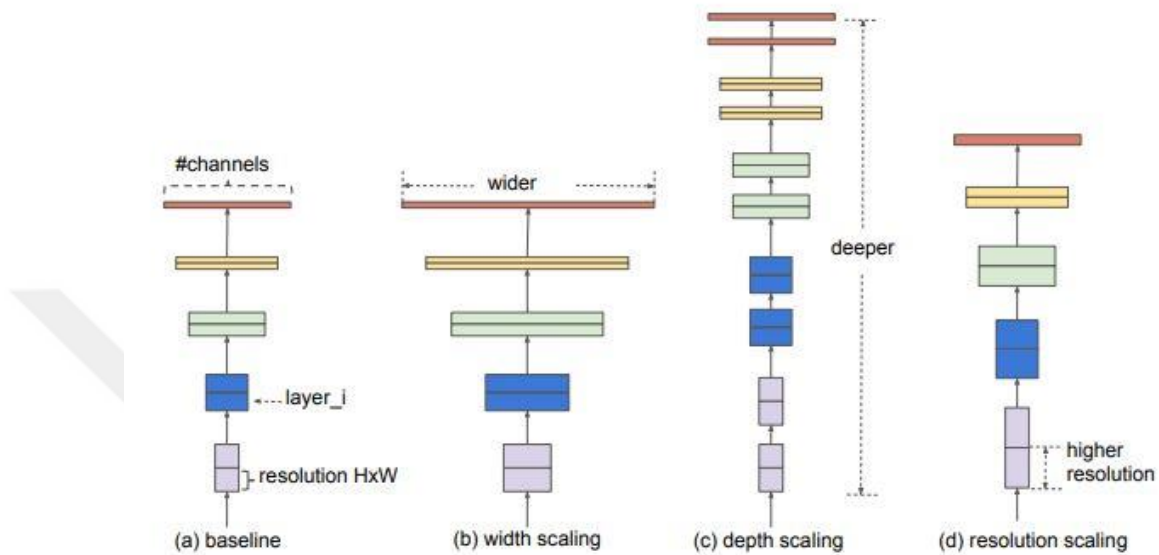 #channels
layer_i
resolution HxW
(a) baseline
wider
(b) width scaling
deeper
(c) depth scaling
higher
resolution
(d) resolution scaling